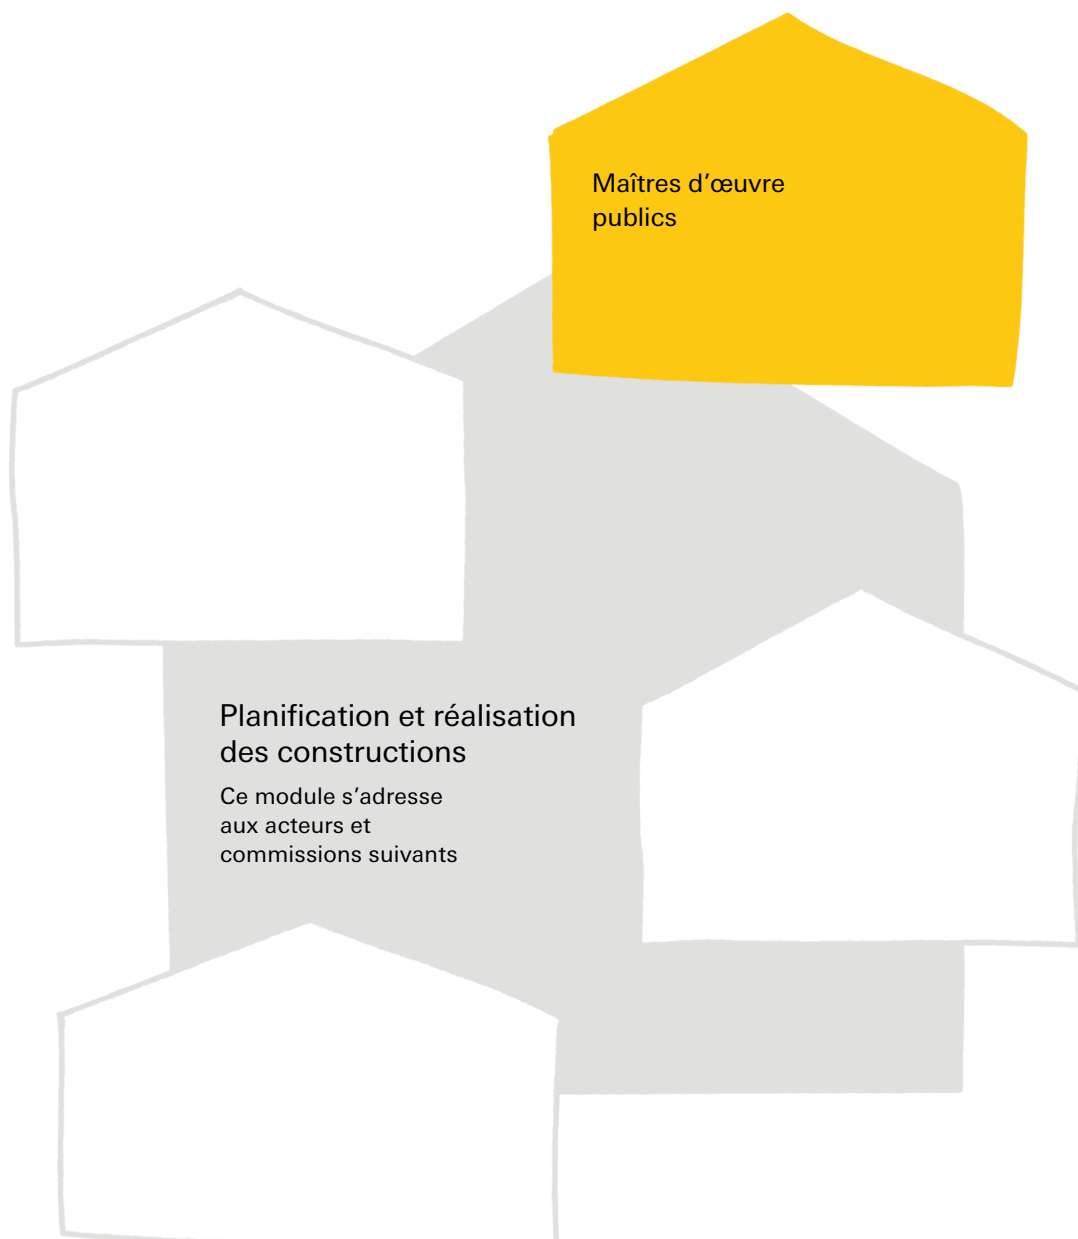 Maîtres d’œuvre
publics
Planification et réalisation
des constructions
Ce module s’adresse
aux acteurs et
commissions suivants